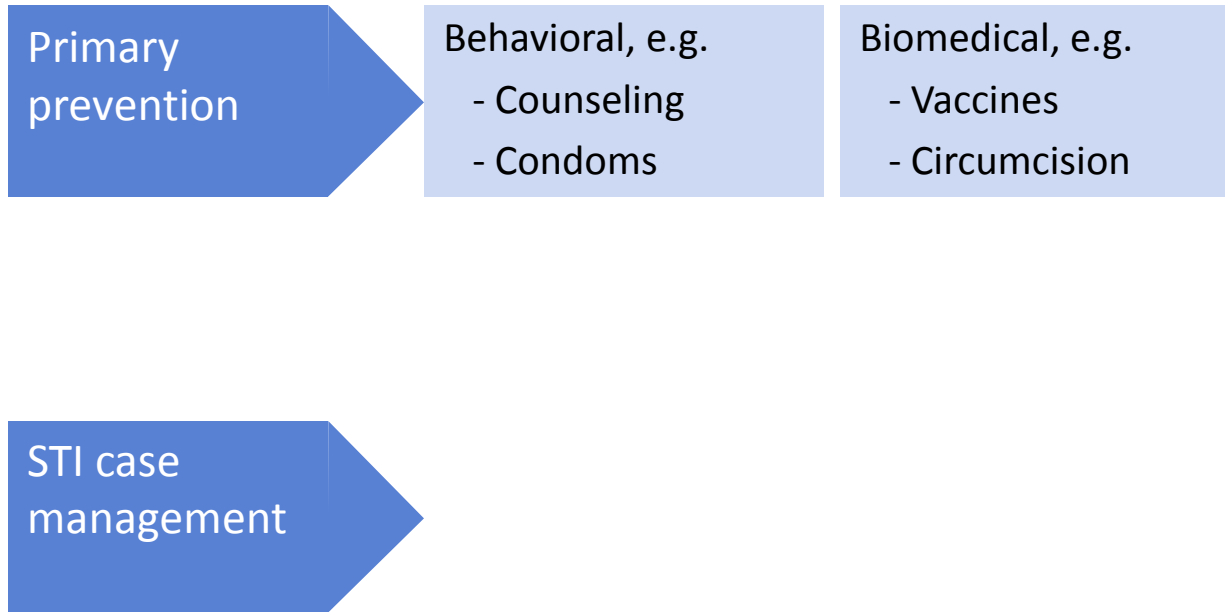 Primary
prevention
Behavioral, e.g.
- Counseling
- Condoms
Biomedical, e.g.
- Vaccines
- Circumcision
STI case
management